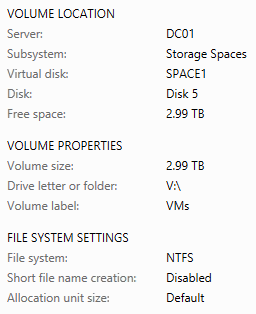 VOLUME LOCATION
Server: DC01
Subsystem: Storage Spaces
Virtual disk: SPACE1
Disk: Disk 5
Free space: 2.99 TB
VOLUME PROPERTIES
Volume size: 2.99 TB
Drive letter or folder: V:\
Volume label: VMs
FILE SYSTEM SETTINGS
File system: NTFS
Short file name creation: Disabled
Allocation unit size: Default